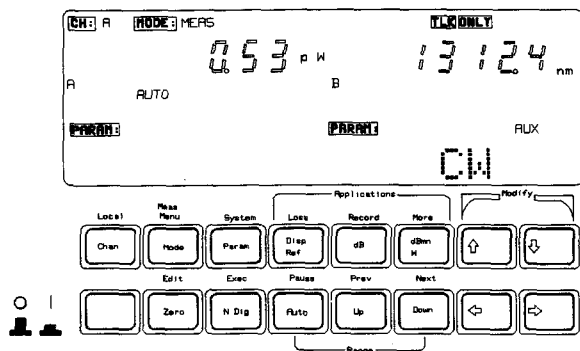 CH: A MODE: MEAS TLK ONLY
0.53 pW 1312.4 nm
A AUTO B
PARAM: PARAM: AUX
CW
Applications Modify
Local Meas Menu System Loss Record More
Chan Mode Param Disp Ref dB dBm W ⇧ ⇩
Edit Exec Pause Prev Next
Zero N Dig Auto Up Down ⇦ ⇨
O I
Range